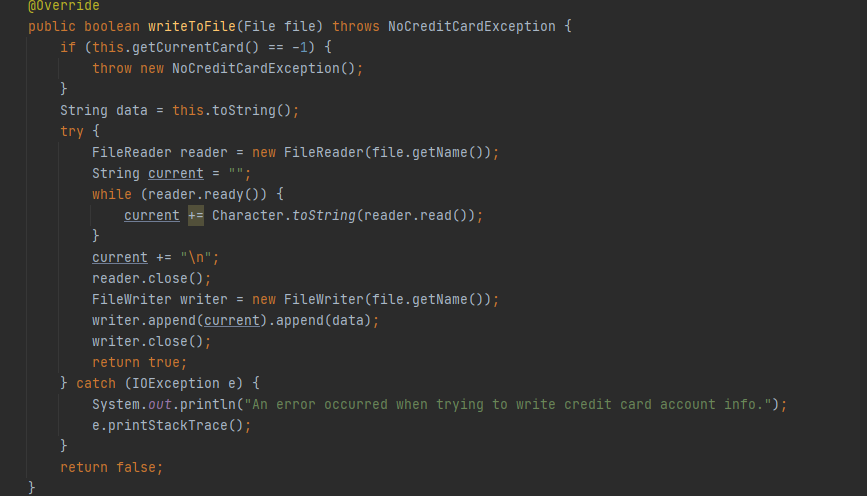 @Override
public boolean writeToFile(File file) throws NoCreditCardException {
if (this.getCurrentCard() == -1) {
throw new NoCreditCardException();
}
String data = this.toString();
try {
FileReader reader = new FileReader(file.getName());
String current = "";
while (reader.ready()) {
current += Character.toString(reader.read());
}
current += "\n";
reader.close();
FileWriter writer = new FileWriter(file.getName());
writer.append(current).append(data);
writer.close();
return true;
} catch (IOException e) {
System.out.println("An error occurred when trying to write credit card account info.");
e.printStackTrace();
}
return false;
}